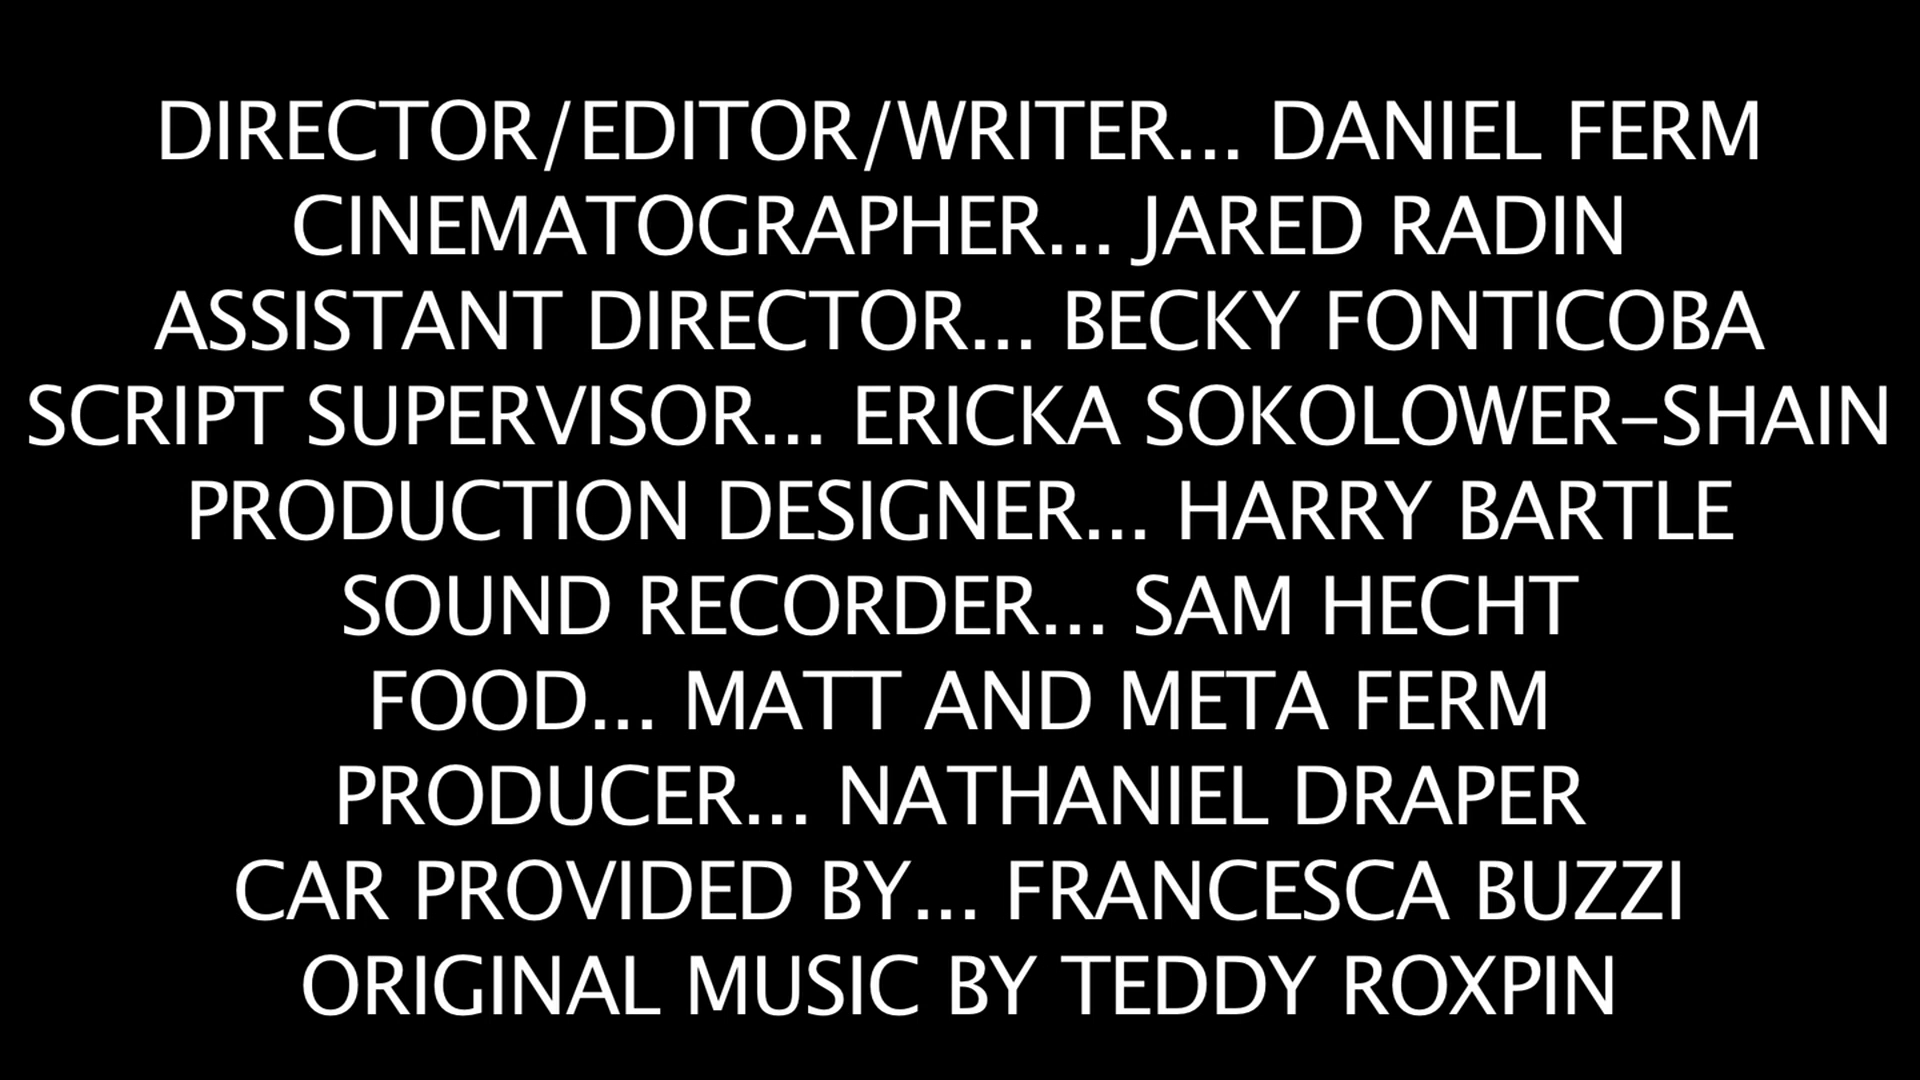 DIRECTOR/EDITOR/WRITER... DANIEL FERM
CINEMATOGRAPHER... JARED RADIN
ASSISTANT DIRECTOR... BECKY FONTICOBA
SCRIPT SUPERVISOR... ERICKA SOKOLOWER-SHAIN
PRODUCTION DESIGNER... HARRY BARTLE
SOUND RECORDER... SAM HECHT
FOOD... MATT AND META FERM
PRODUCER... NATHANIEL DRAPER
CAR PROVIDED BY... FRANCESCA BUZZI
ORIGINAL MUSIC BY TEDDY ROXPIN